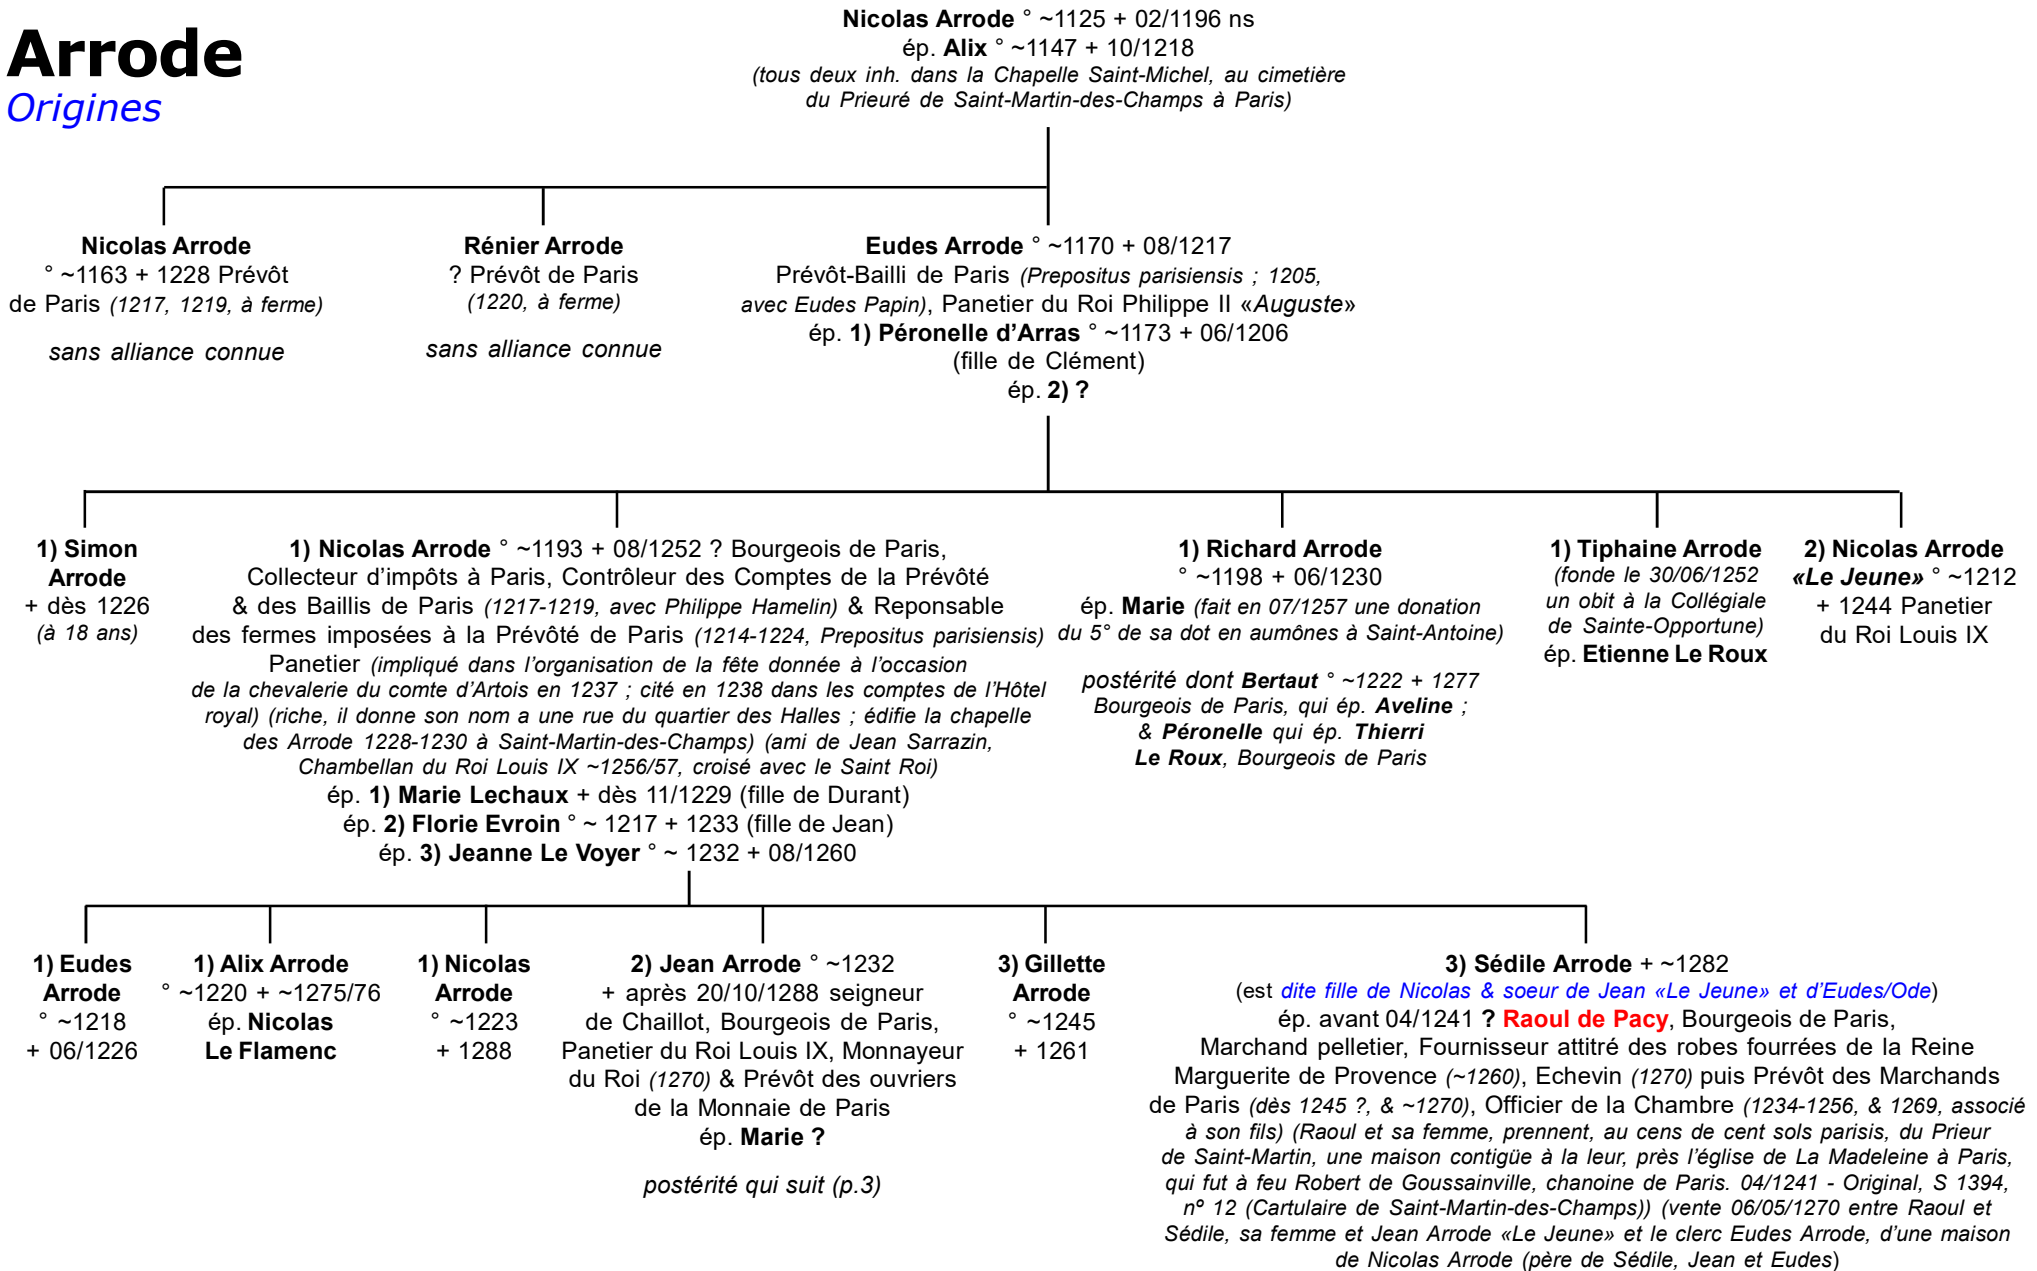 Arrode
Origines
Nicolas Arrode ° ~1125 + 02/1196 ns
ép. Alix ° ~1147 + 10/1218
(tous deux inh. dans la Chapelle Saint-Michel, au cimetière
du Prieuré de Saint-Martin-des-Champs à Paris)
Nicolas Arrode
° ~1163 + 1228 Prévôt
de Paris (1217, 1219, à ferme)
sans alliance connue
Rénier Arrode
? Prévôt de Paris
(1220, à ferme)
sans alliance connue
Eudes Arrode ° ~1170 + 08/1217
Prévôt-Bailli de Paris (Prepositus parisiensis ; 1205,
avec Eudes Papin), Panetier du Roi Philippe II «Auguste»
ép. 1) Péronelle d'Arras ° ~1173 + 06/1206
(fille de Clément)
ép. 2) ?
1) Simon
Arrode
+ dès 1226
(à 18 ans)
1) Nicolas Arrode ° ~1193 + 08/1252 ? Bourgeois de Paris,
Collecteur d'impôts à Paris, Contrôleur des Comptes de la Prévôté
& des Baillis de Paris (1217-1219, avec Philippe Hamelin) & Reponsable
des fermes imposées à la Prévôté de Paris (1214-1224, Prepositus parisiensis)
Panetier (impliqué dans l'organisation de la fête donnée à l'occasion
de la chevalerie du comte d'Artois en 1237 ; cité en 1238 dans les comptes de l'Hôtel
royal) (riche, il donne son nom a une rue du quartier des Halles ; édifie la chapelle
des Arrode 1228-1230 à Saint-Martin-des-Champs) (ami de Jean Sarrazin,
Chambellan du Roi Louis IX ~1256/57, croisé avec le Saint Roi)
ép. 1) Marie Lechaux + dès 11/1229 (fille de Durant)
ép. 2) Florie Evroin ° ~ 1217 + 1233 (fille de Jean)
ép. 3) Jeanne Le Voyer ° ~ 1232 + 08/1260
1) Richard Arrode
° ~1198 + 06/1230
ép. Marie (fait en 07/1257 une donation
du 5° de sa dot en aumônes à Saint-Antoine)
postérité dont Bertaut ° ~1222 + 1277
Bourgeois de Paris, qui ép. Aveline ;
& Péronelle qui ép. Thierri
Le Roux, Bourgeois de Paris
1) Tiphaine Arrode
(fonde le 30/06/1252
un obit à la Collégiale
de Sainte-Opportune)
ép. Etienne Le Roux
2) Nicolas Arrode
«Le Jeune» ° ~1212
+ 1244 Panetier
du Roi Louis IX
1) Eudes
Arrode
° ~1218
+ 06/1226
1) Alix Arrode
° ~1220 + ~1275/76
ép. Nicolas
Le Flamenc
1) Nicolas
Arrode
° ~1223
+ 1288
2) Jean Arrode ° ~1232
+ après 20/10/1288 seigneur
de Chaillot, Bourgeois de Paris,
Panetier du Roi Louis IX, Monnayeur
du Roi (1270) & Prévôt des ouvriers
de la Monnaie de Paris
ép. Marie ?
postérité qui suit (p.3)
3) Gillette
Arrode
° ~1245
+ 1261
3) Sédile Arrode + ~1282
(est dite fille de Nicolas & soeur de Jean «Le Jeune» et d'Eudes/Ode)
ép. avant 04/1241 ? Raoul de Pacy, Bourgeois de Paris,
Marchand pelletier, Fournisseur attitré des robes fourrées de la Reine
Marguerite de Provence (~1260), Echevin (1270) puis Prévôt des Marchands
de Paris (dès 1245 ?, & ~1270), Officier de la Chambre (1234-1256, & 1269, associé
à son fils) (Raoul et sa femme, prennent, au cens de cent sols parisis, du Prieur
de Saint-Martin, une maison contigüe à la leur, près l'église de La Madeleine à Paris,
qui fut à feu Robert de Goussainville, chanoine de Paris. 04/1241 - Original, S 1394,
nº 12 (Cartulaire de Saint-Martin-des-Champs)) (vente 06/05/1270 entre Raoul et
Sédile, sa femme et Jean Arrode «Le Jeune» et le clerc Eudes Arrode, d'une maison
de Nicolas Arrode (père de Sédile, Jean et Eudes)